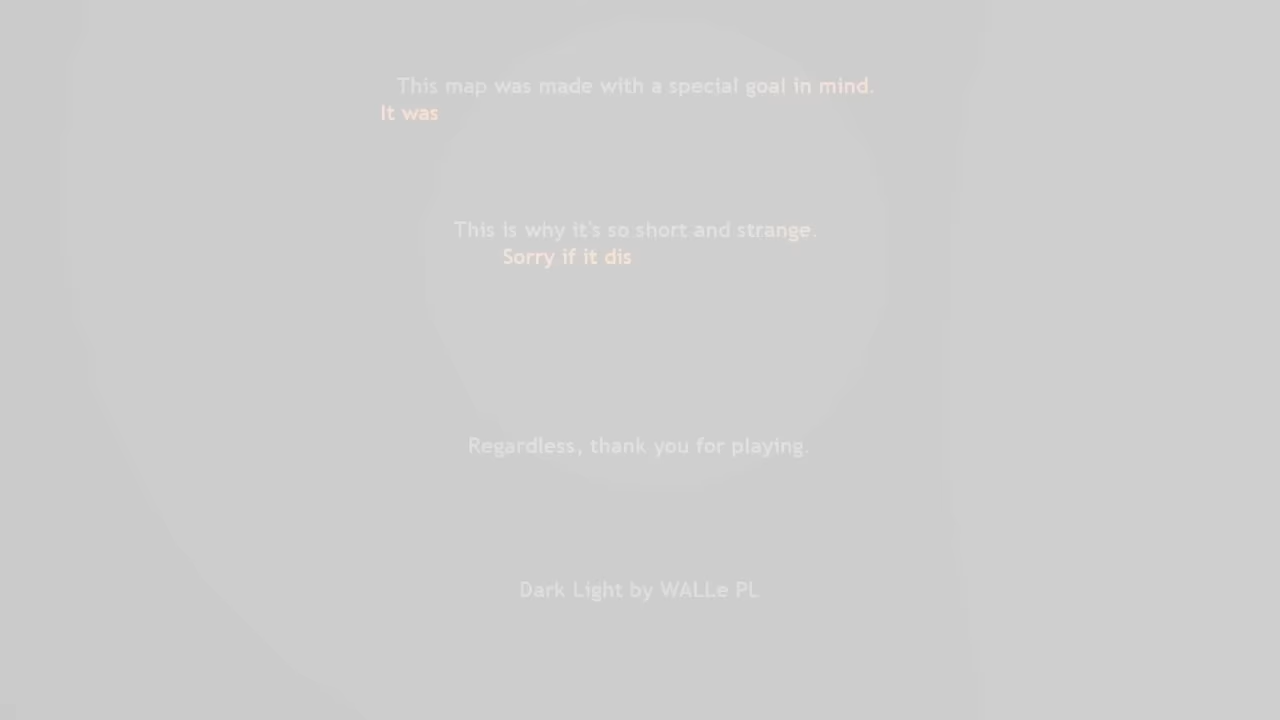 This map was made with a special goal in mind.
It was
This is why it's so short and strange.
Sorry if it dis
Regardless, thank you for playing.
Dark Light by WALLe PL